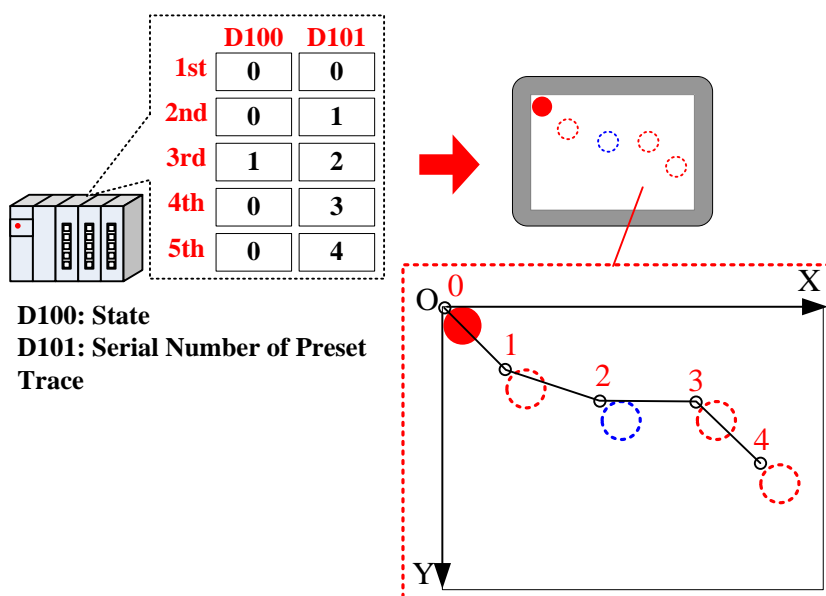 D100 D101
1st 0 0
2nd 0 1
3rd 1 2
4th 0 3
5th 0 4
D100: State
D101: Serial Number of Preset
Trace
0 X
O
1
2 3
4
Y